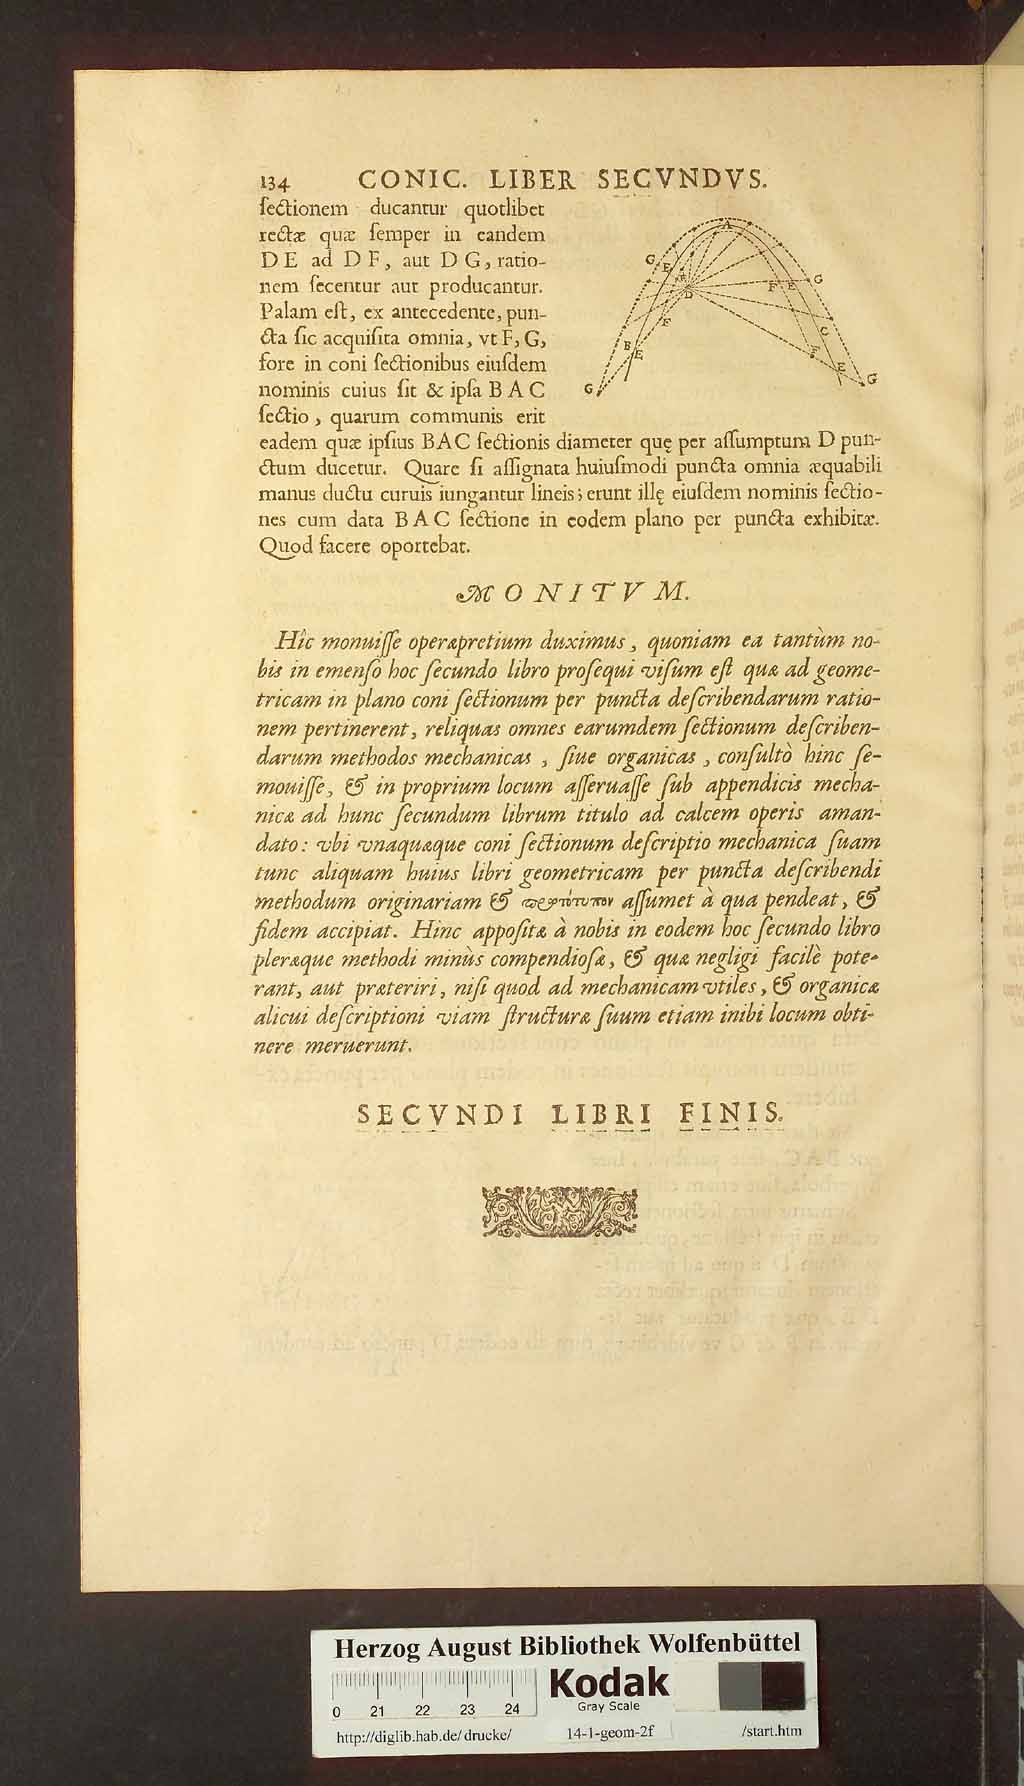 134 CONIC. LIBER SECVNDVS.
ſectionem ducantur quotlibet
rectæ quæ ſemper in eandem
D E ad D F, aut D G, ratio-
nem ſecentur aut producantur.
Palam eſt, ex antecedente, pun-
cta ſic acquiſita omnia, vt F, G,
fore in coni ſectionibus eiuſdem
nominis cuius ſit & ipſa B A C
ſectio, quarum communis erit
eadem quæ ipſius BAC ſectionis diameter quę per aſſumptum D pun-
ctum ducetur. Quare ſi aſſignata huiuſmodi puncta omnia æquabili
manus ductu curuis iungantur lineis; erunt illę eiuſdem nominis ſectio-
nes cum data B A C ſectione in eodem plano per puncta exhibitæ.
Quod facere oportebat.
A
G
E
D
F
F E
G
B
E
C
F
E
G
G
MONITVM.
Hîc monuiſſe operæpretium duximus, quoniam ea tantùm no-
bis in emenſo hoc ſecundo libro proſequi viſum eſt quæ ad geome-
tricam in plano coni ſectionum per puncta deſcribendarum ratio-
nem pertinerent, reliquas omnes earumdem ſectionum deſcriben-
darum methodos mechanicas, ſiue organicas, conſultò hinc ſe-
mouiſſe, & in proprium locum aſſeruaſſe ſub appendicis mecha-
nicæ ad hunc ſecundum librum titulo ad calcem operis aman-
dato: vbi vnaquæque coni ſectionum deſcriptio mechanica ſuam
tunc aliquam huius libri geometricam per puncta deſcribendi
methodum originariam & πρωτότυπον aſſumet à qua pendeat, &
fidem accipiat. Hinc appoſitæ à nobis in eodem hoc ſecundo libro
pleræque methodi minùs compendioſæ, & quæ negligi facilè pote-
rant, aut præteriri, niſi quod ad mechanicam vtiles, & organicæ
alicui deſcriptioni viam ſtructuræ ſuum etiam inibi locum obti-
nere meruerunt.
SECVNDI LIBRI FINIS.
Herzog August Bibliothek Wolfenbüttel
0 21 22 23 24
Kodak
Gray Scale
http://diglib.hab.de/drucke/ 14-1-geom-2f /start.htm